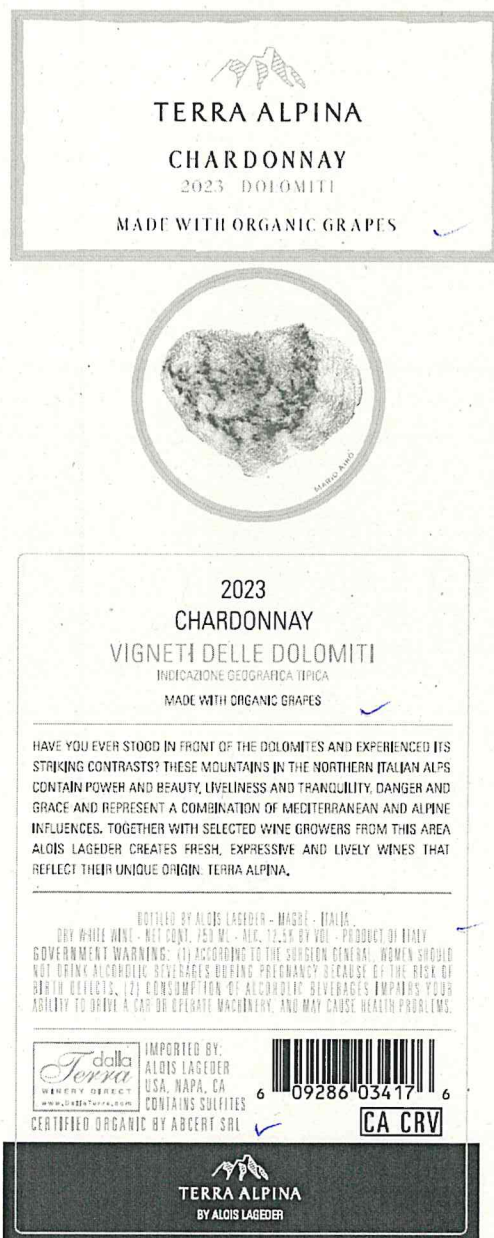 TERRA ALPINA
CHARDONNAY
2023 DOLOMITI
MADE WITH ORGANIC GRAPES
MARIO AIRÒ
2023
CHARDONNAY
VIGNETI DELLE DOLOMITI
INDICAZIONE GEOGRAFICA TIPICA
MADE WITH ORGANIC GRAPES
HAVE YOU EVER STOOD IN FRONT OF THE DOLOMITES AND EXPERIENCED ITS
STRIKING CONTRASTS? THESE MOUNTAINS IN THE NORTHERN ITALIAN ALPS
CONTAIN POWER AND BEAUTY, LIVELINESS AND TRANQUILITY, DANGER AND
GRACE AND REPRESENT A COMBINATION OF MEDITERRANEAN AND ALPINE
INFLUENCES. TOGETHER WITH SELECTED WINE GROWERS FROM THIS AREA
ALOIS LAGEDER CREATES FRESH, EXPRESSIVE AND LIVELY WINES THAT
REFLECT THEIR UNIQUE ORIGIN: TERRA ALPINA.
BOTTLED BY ALOIS LAGEDER - MAGRÈ - ITALIA
DRY WHITE WINE - NET CONT. 750 ML - ALC. 12.5% BY VOL - PRODUCT OF ITALY
GOVERNMENT WARNING: (1) ACCORDING TO THE SURGEON GENERAL, WOMEN SHOULD
NOT DRINK ALCOHOLIC BEVERAGES DURING PREGNANCY BECAUSE OF THE RISK OF
BIRTH DEFECTS. (2) CONSUMPTION OF ALCOHOLIC BEVERAGES IMPAIRS YOUR
ABILITY TO DRIVE A CAR OR OPERATE MACHINERY, AND MAY CAUSE HEALTH PROBLEMS.
dalla
Terra
WINERY DIRECT
www.DallaTerra.com
IMPORTED BY:
ALOIS LAGEDER
USA, NAPA, CA
CONTAINS SULFITES
CERTIFIED ORGANIC BY ABCERT SRL
6 09286 03417 6
CA CRV
TERRA ALPINA
BY ALOIS LAGEDER